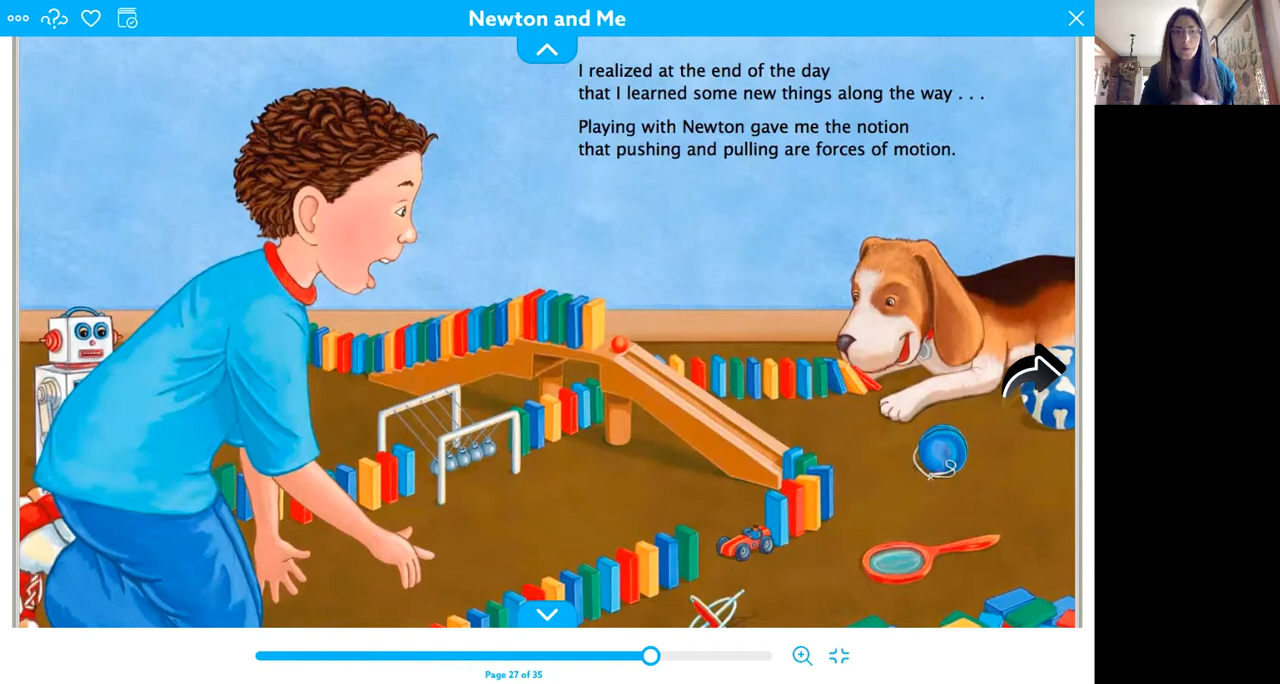 Newton and Me
I realized at the end of the day
that I learned some new things along the way . . .
Playing with Newton gave me the notion
that pushing and pulling are forces of motion.
Page 27 of 35